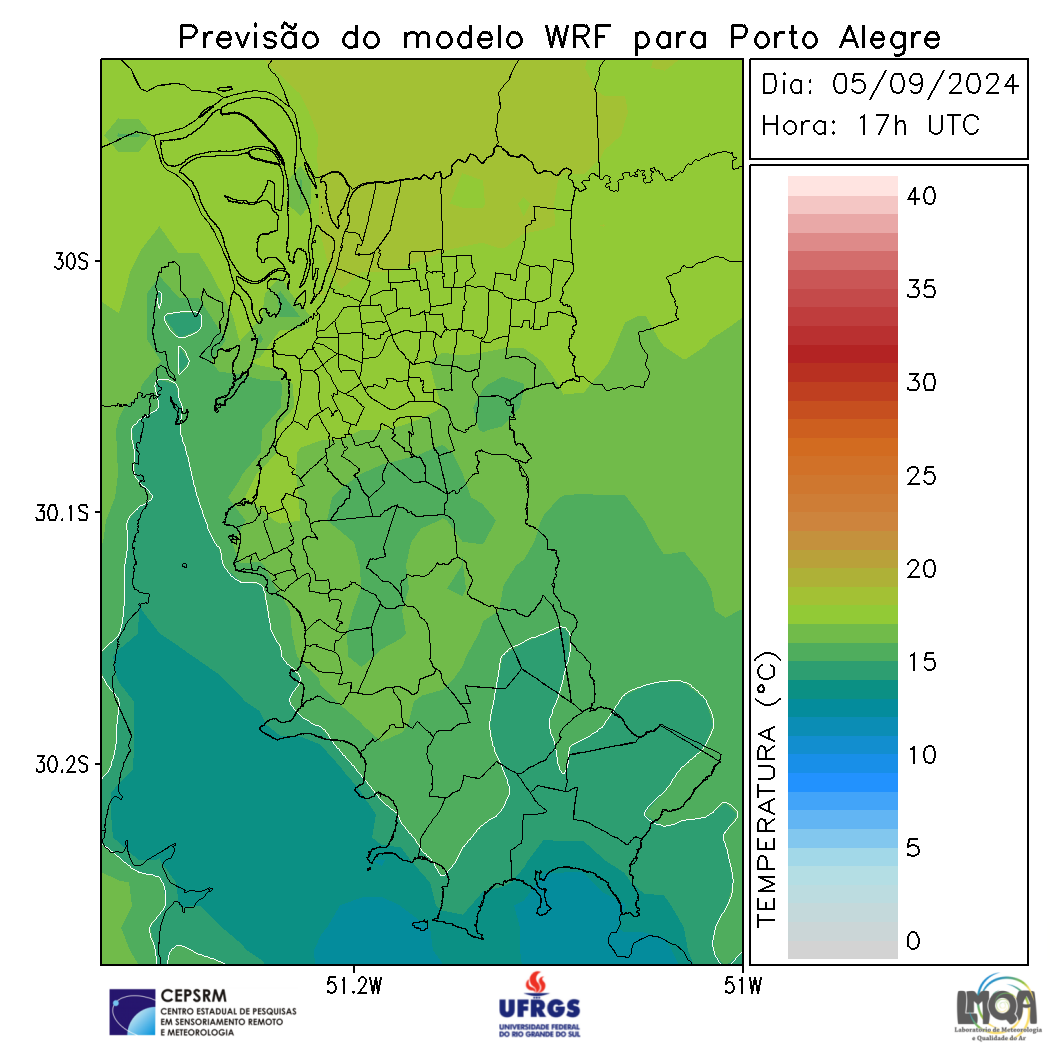 Previsão do modelo WRF para Porto Alegre
Dia: 05/09/2024
Hora: 17h UTC
30S
30.1S
30.2S
51.2W
51W
TEMPERATURA (°C)
40
35
30
25
20
15
10
5
0
CEPSRM
CENTRO ESTADUAL DE PESQUISAS
EM SENSORIAMENTO REMOTO
E METEOROLOGIA
UFRGS
UNIVERSIDADE FEDERAL
DO RIO GRANDE DO SUL
LMQA
Laboratório de Meteorologia
e Qualidade do Ar